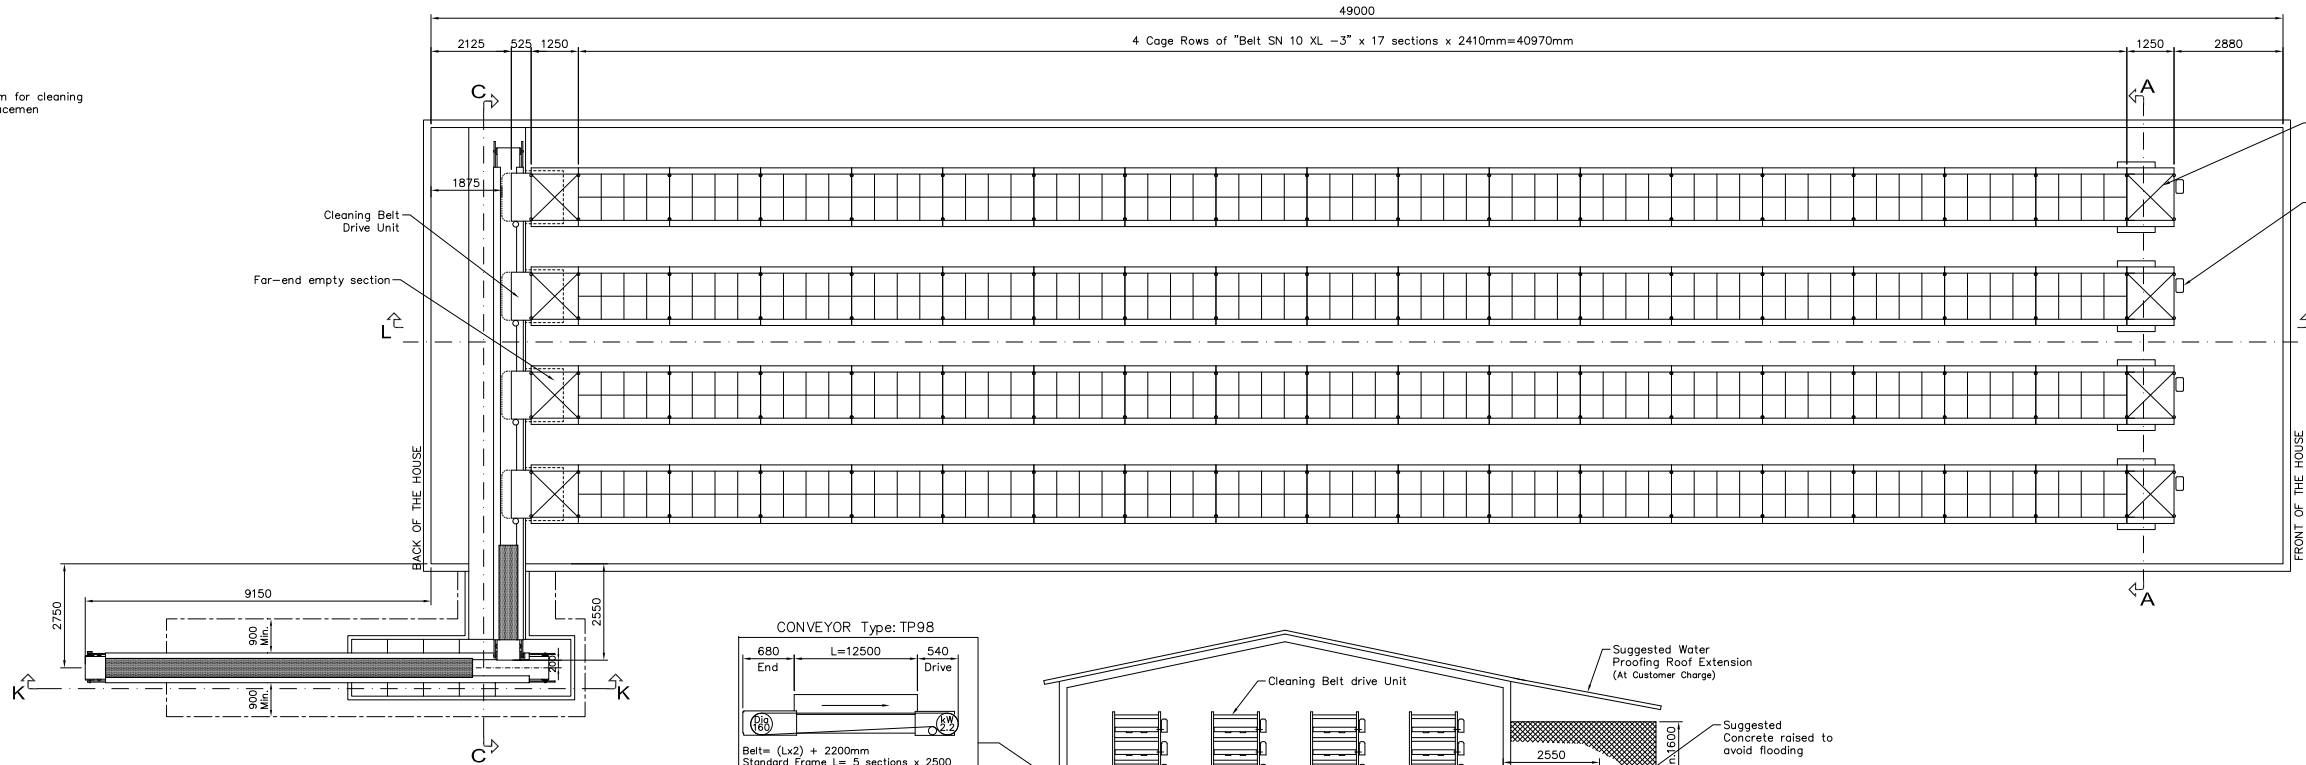 49000
2125
525
1250
4 Cage Rows of "Belt SN 10 XL -3" x 17 sections x 2410mm=40970mm
1250
2880
m for cleaning
acemen
C
A
1875
Cleaning Belt
Drive Unit
Far-end empty section
L
BACK OF THE HOUSE
FRONT OF THE HOUSE
A
9150
2750
2550
900
Min.
200
K
K
900
Min.
C
CONVEYOR Type: TP98
680
L=12500
540
End
Drive
Dia
160
kW
2.2
Belt= (Lx2) + 2200mm
Standard Frame L= 5 sections x 2500
Cleaning Belt drive Unit
Suggested Water
Proofing Roof Extension
(At Customer Charge)
Suggested
Concrete raised to
avoid flooding
2550
n.1600